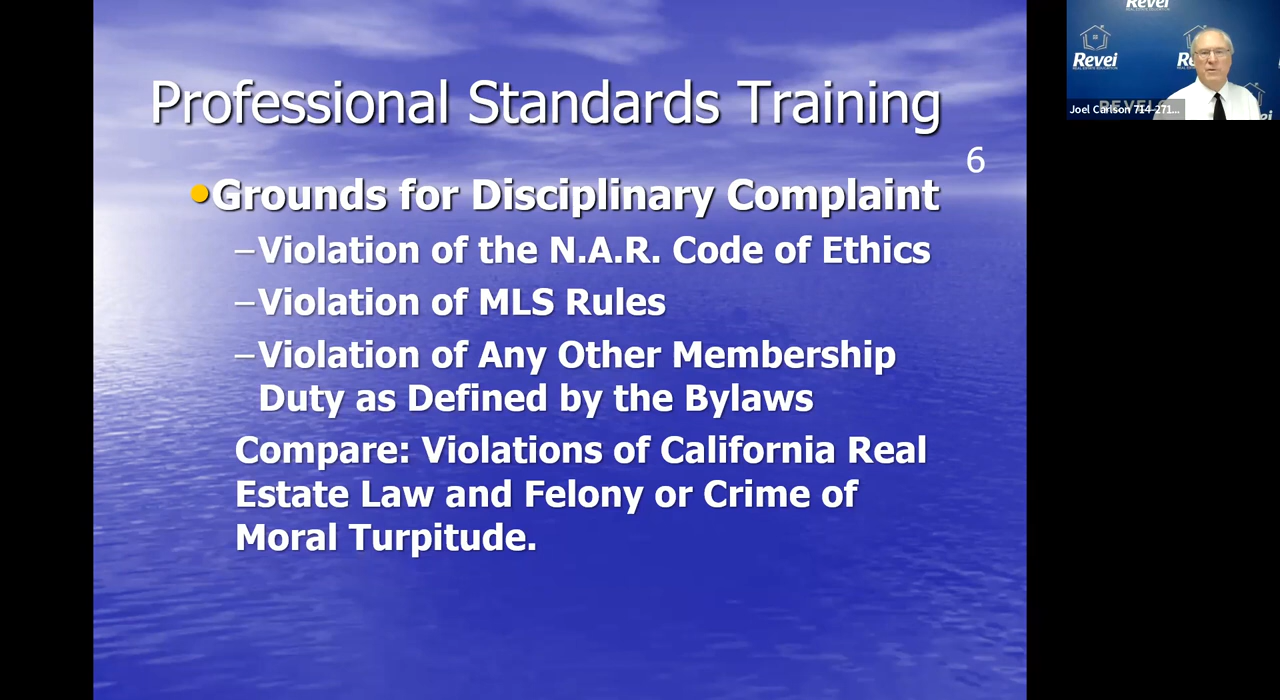 Professional Standards Training
6
•Grounds for Disciplinary Complaint
–Violation of the N.A.R. Code of Ethics
–Violation of MLS Rules
–Violation of Any Other Membership
Duty as Defined by the Bylaws
Compare: Violations of California Real
Estate Law and Felony or Crime of
Moral Turpitude.
Revei
Revei
Joel Carlson 714-271...